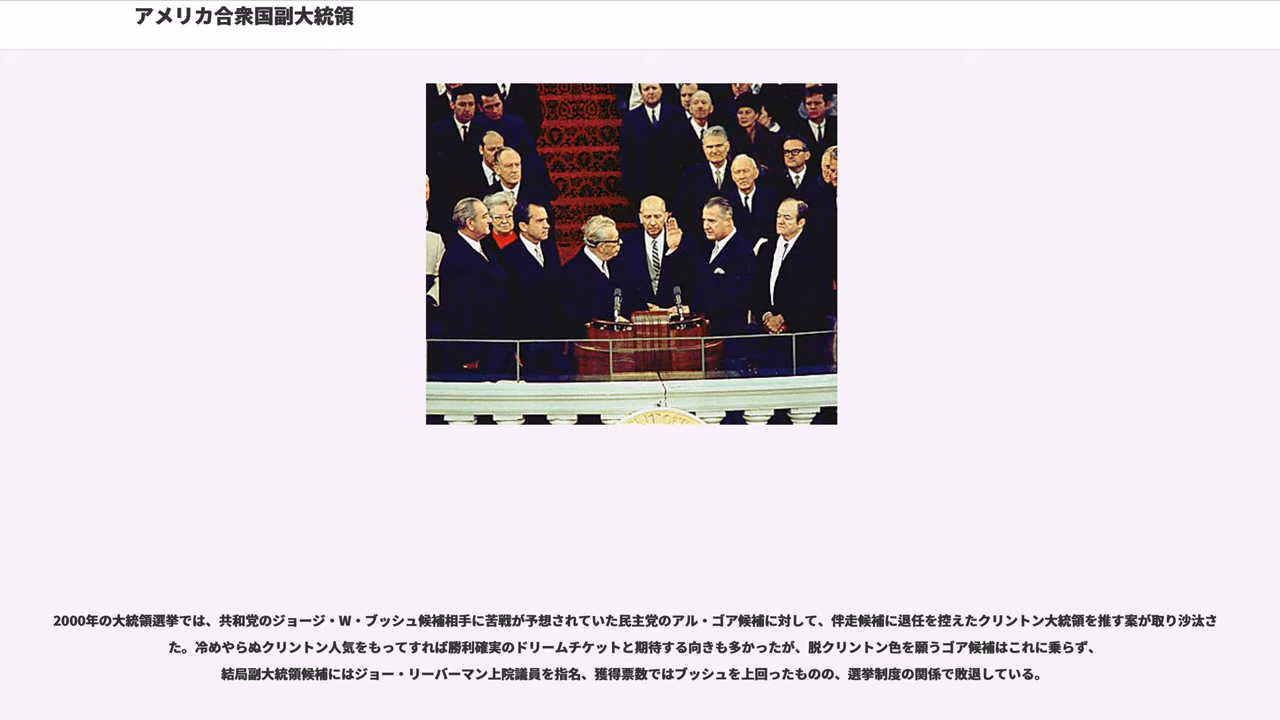 アメリカ合衆国副大統領
2000年の大統領選挙では、共和党のジョージ・W・ブッシュ候補相手に苦戦が予想されていた民主党のアル・ゴア候補に対して、伴走候補に退任を控えたクリントン大統領を推す案が取り沙汰さ
た。冷めやらぬクリントン人気をもってすれば勝利確実のドリームチケットと期待する向きも多かったが、脱クリントン色を願うゴア候補はこれに乗らず、
結局副大統領候補にはジョー・リーバーマン上院議員を指名、獲得票数ではブッシュを上回ったものの、選挙制度の関係で敗退している。